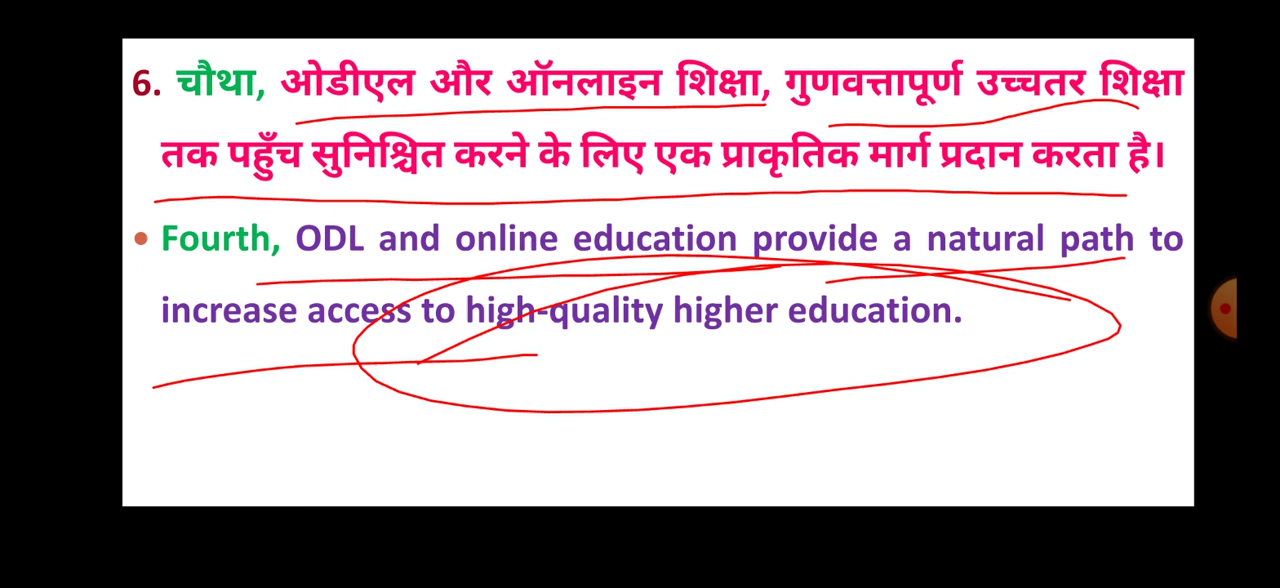 6. चौथा, ओडीएल और ऑनलाइन शिक्षा, गुणवत्तापूर्ण उच्चतर शिक्षा
तक पहुँच सुनिश्चित करने के लिए एक प्राकृतिक मार्ग प्रदान करता है।
• Fourth, ODL and online education provide a natural path to
increase access to high-quality higher education.